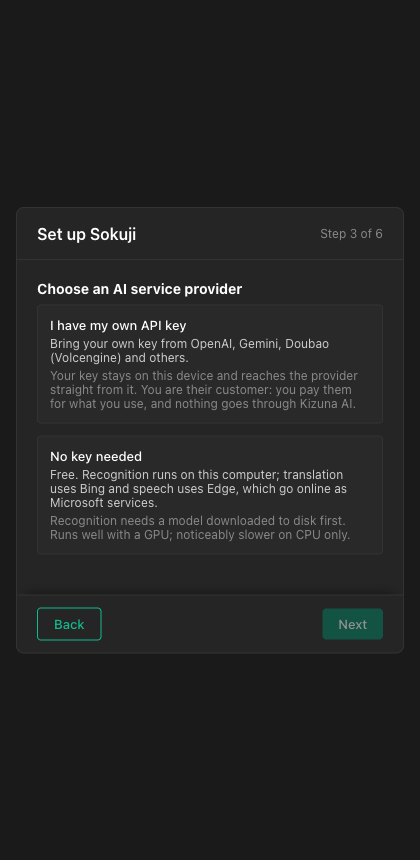 Set up Sokuji
Step 3 of 6
Choose an AI service provider
I have my own API key
Bring your own key from OpenAI, Gemini, Doubao
(Volcengine) and others.
Your key stays on this device and reaches the provider
straight from it. You are their customer: you pay them
for what you use, and nothing goes through Kizuna AI.
No key needed
Free. Recognition runs on this computer; translation
uses Bing and speech uses Edge, which go online as
Microsoft services.
Recognition needs a model downloaded to disk first.
Runs well with a GPU; noticeably slower on CPU only.
Back
Next